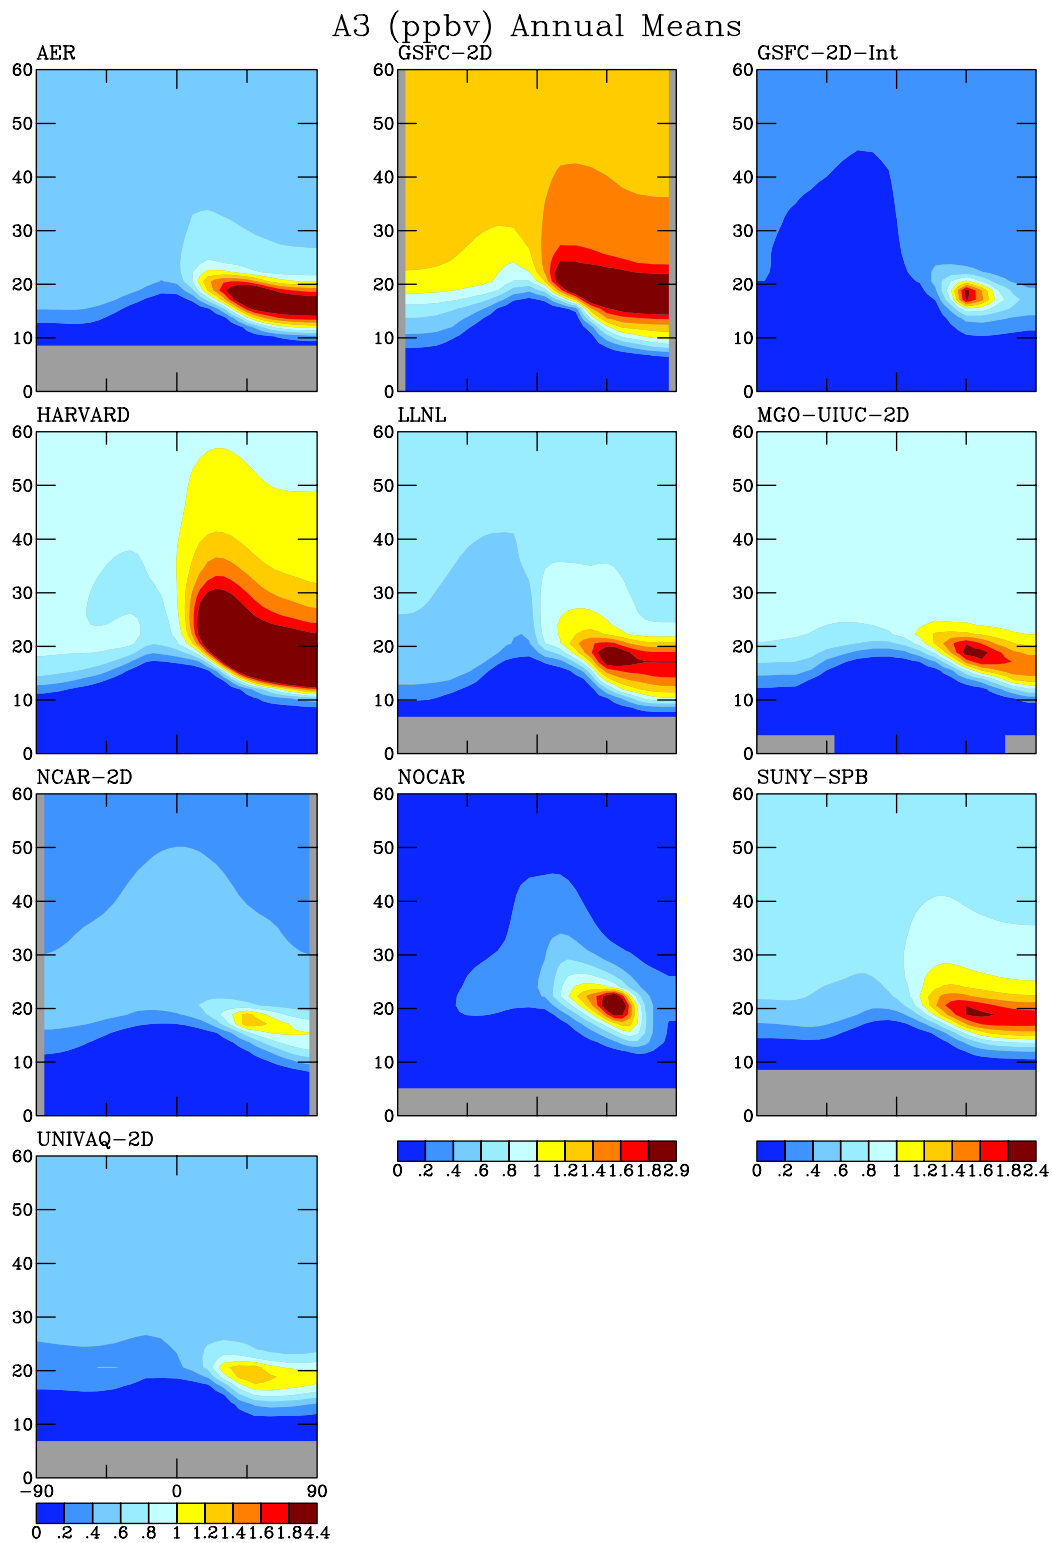 A3 (ppbv) Annual Means
AER GSFC-2D GSFC-2D-Int
60 60 60
50 50 50
40 40 40
30 30 30
20 20 20
10 10 10
0 0 0
HARVARD LLNL MGO-UIUC-2D
60 60 60
50 50 50
40 40 40
30 30 30
20 20 20
10 10 10
0 0 0
NCAR-2D NOCAR SUNY-SPB
60 60 60
50 50 50
40 40 40
30 30 30
20 20 20
10 10 10
0 0 0
UNIVAQ-2D
60
50
40
30
20
10
0
-90 0 90
0 .2 .4 .6 .8 1 1.2 1.4 1.6 1.8 2.9
0 .2 .4 .6 .8 1 1.2 1.4 1.6 1.8 2.4
0 .2 .4 .6 .8 1 1.2 1.4 1.6 1.8 4.4